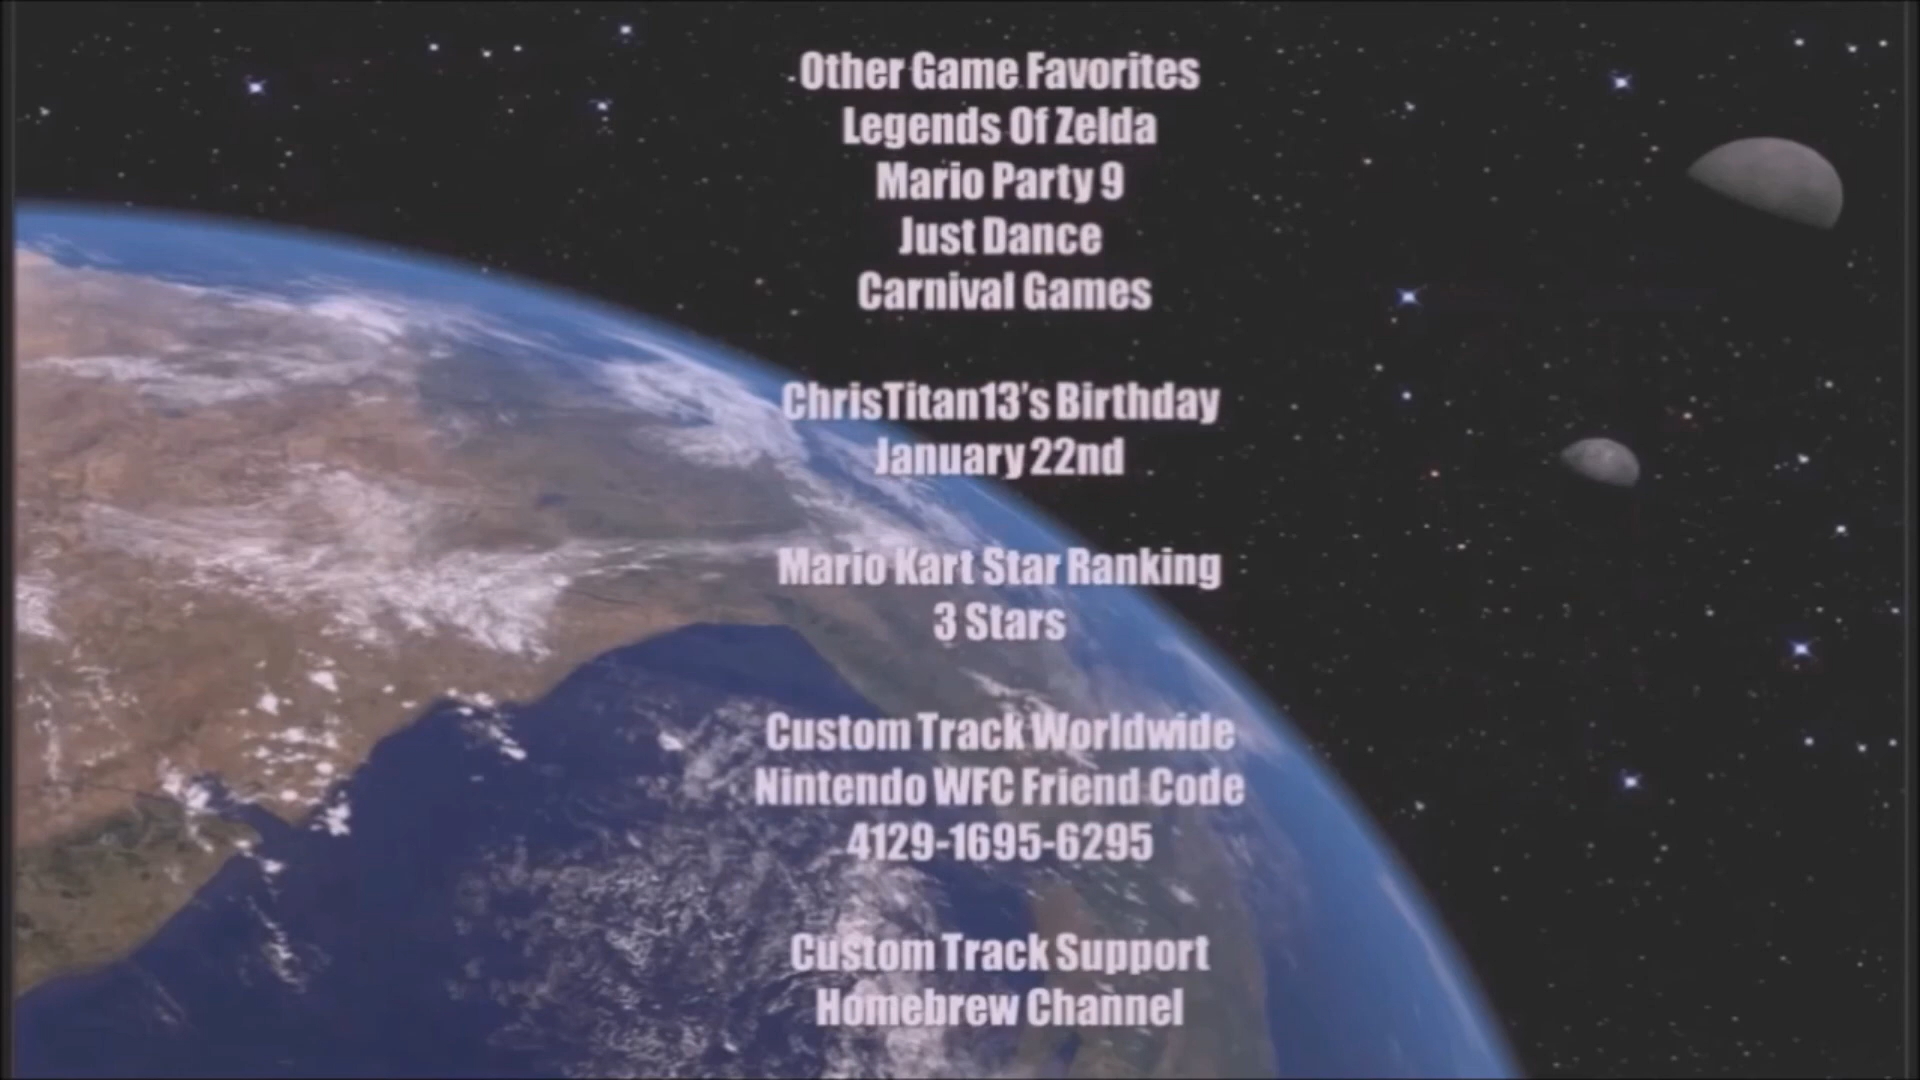 Other Game Favorites
Legends Of Zelda
Mario Party 9
Just Dance
Carnival Games
ChrisTitan13's Birthday
January 22nd
Mario Kart Star Ranking
3 Stars
Custom Track Worldwide
Nintendo WFC Friend Code
4129-1695-6295
Custom Track Support
Homebrew Channel